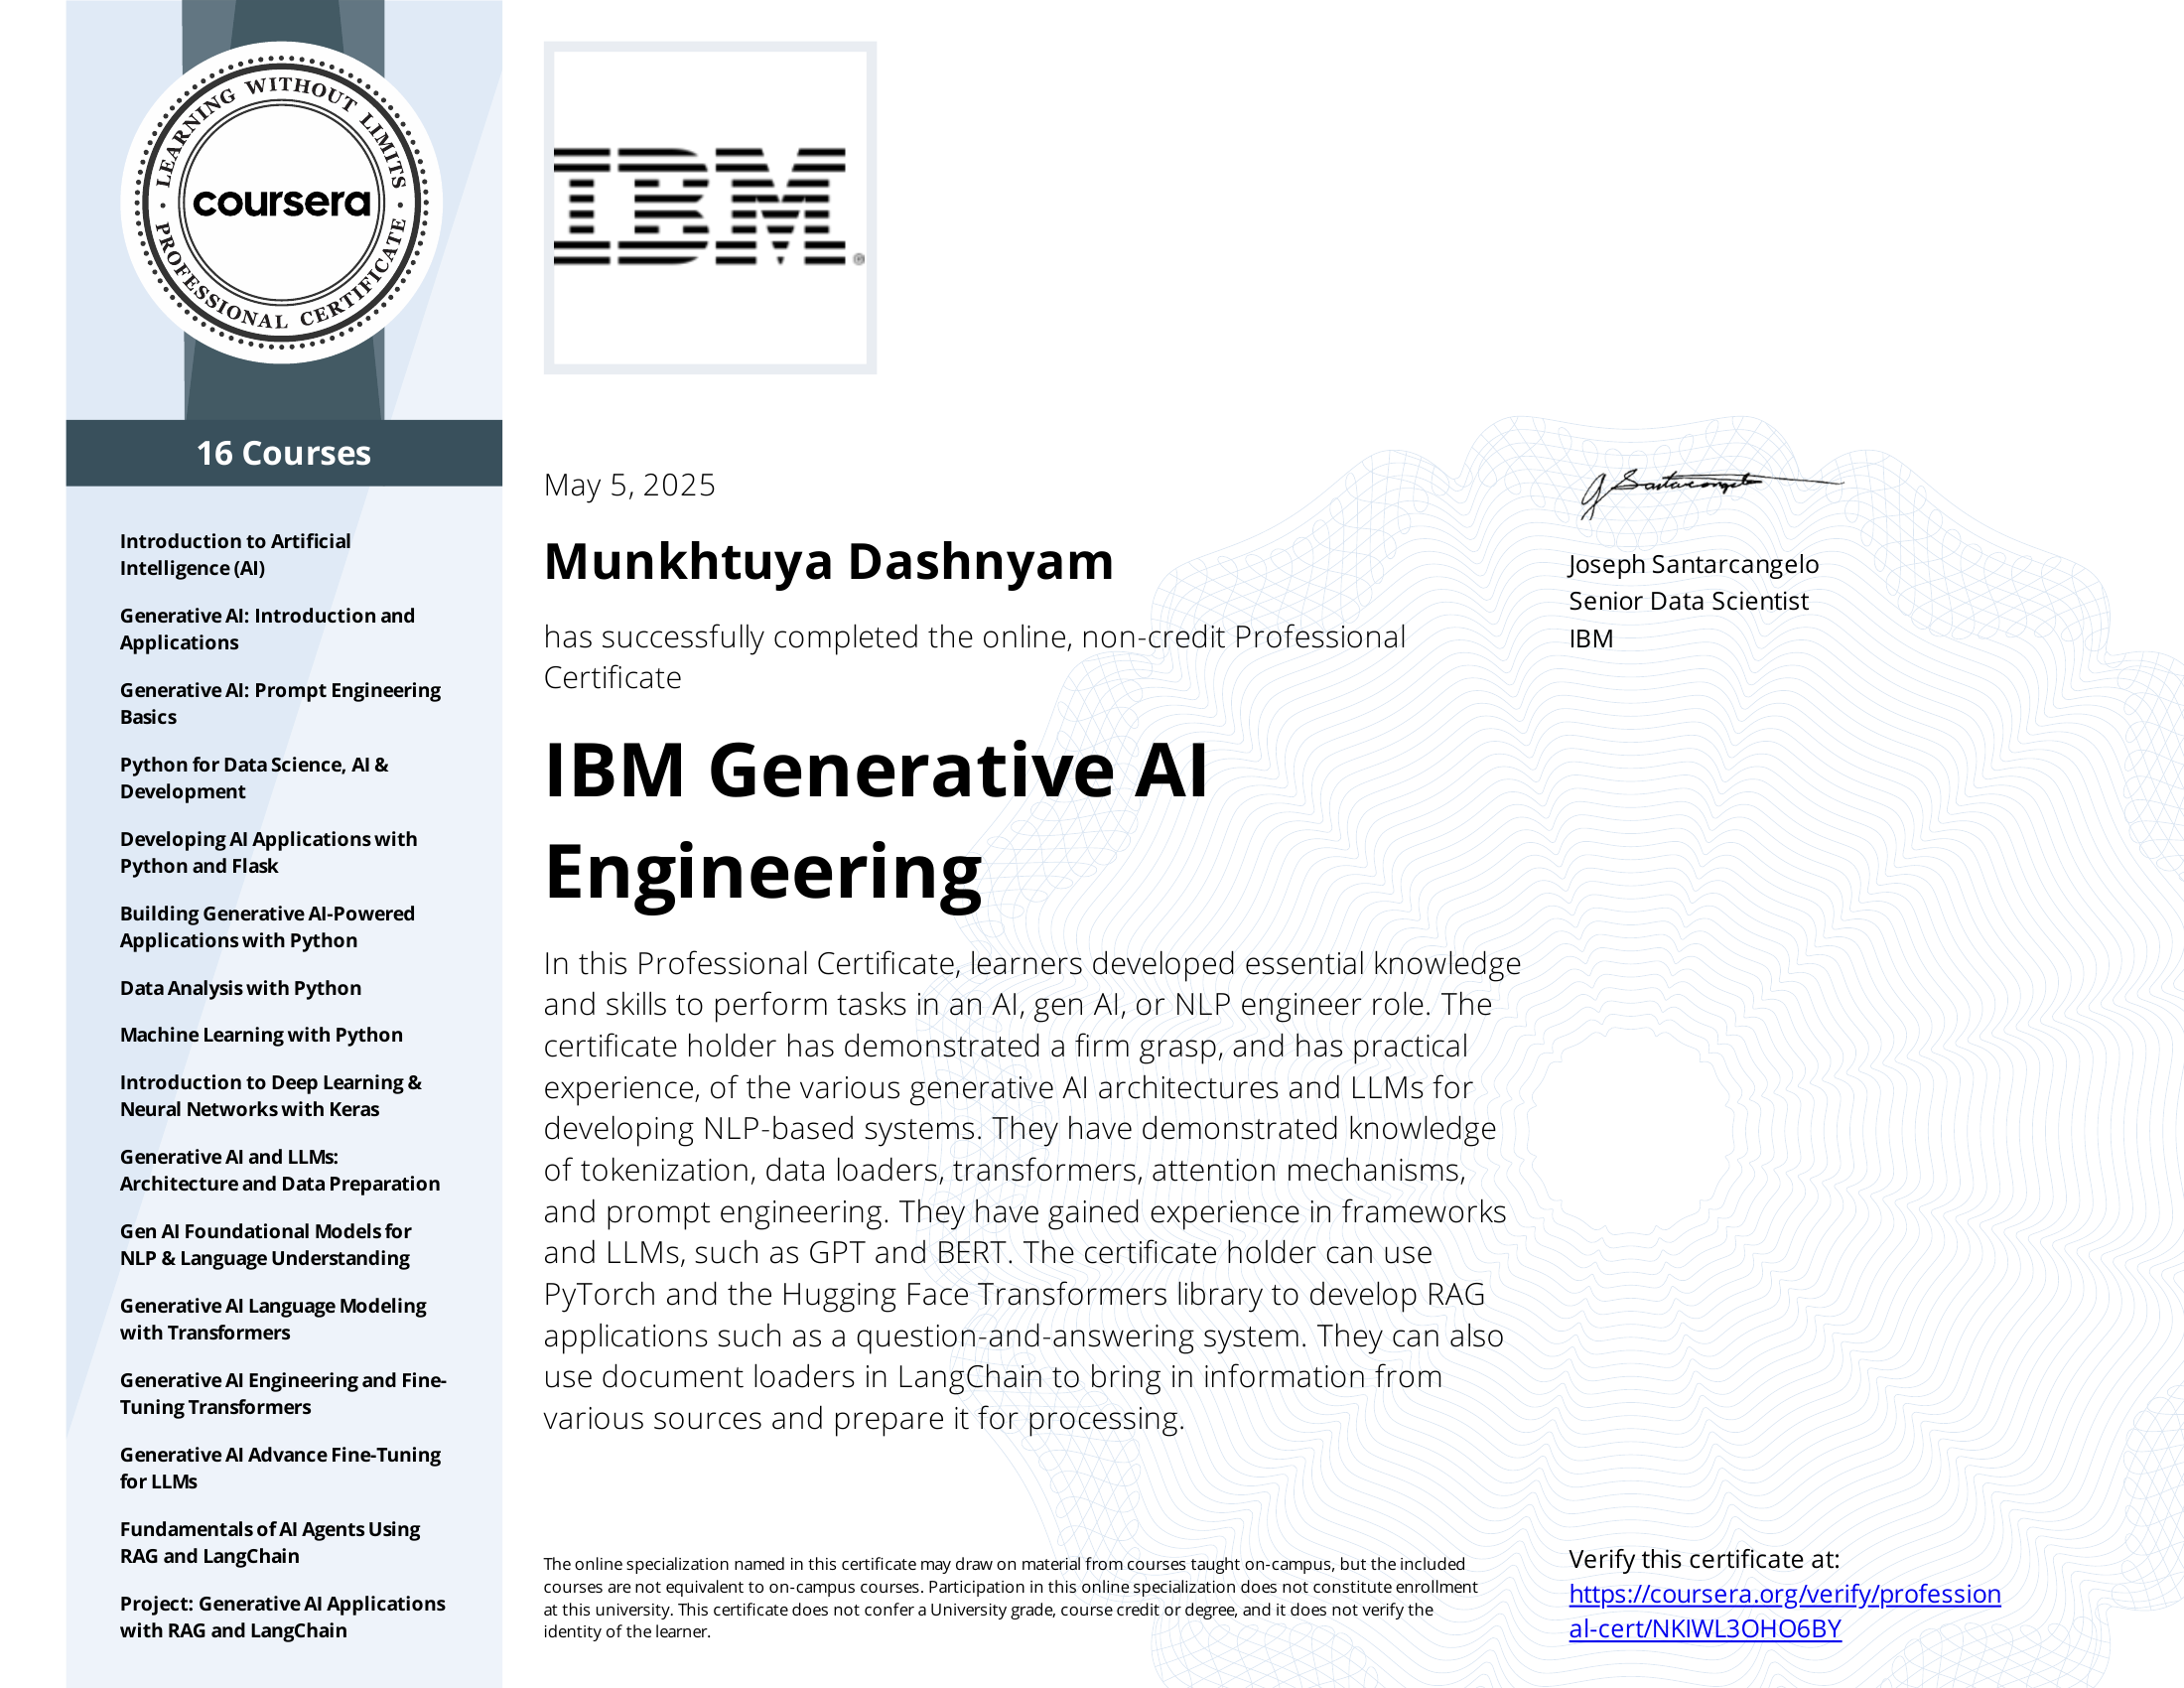 LEARNING WITHOUT LIMITS
coursera
PROFESSIONAL CERTIFICATE
16 Courses
Introduction to Artificial
Intelligence (AI)
Generative AI: Introduction and
Applications
Generative AI: Prompt Engineering
Basics
Python for Data Science, AI &
Development
Developing AI Applications with
Python and Flask
Building Generative AI-Powered
Applications with Python
Data Analysis with Python
Machine Learning with Python
Introduction to Deep Learning &
Neural Networks with Keras
Generative AI and LLMs:
Architecture and Data Preparation
Gen AI Foundational Models for
NLP & Language Understanding
Generative AI Language Modeling
with Transformers
Generative AI Engineering and Fine-
Tuning Transformers
Generative AI Advance Fine-Tuning
for LLMs
Fundamentals of AI Agents Using
RAG and LangChain
Project: Generative AI Applications
with RAG and LangChain
IBM®
May 5, 2025
Munkhtuya Dashnyam
has successfully completed the online, non-credit Professional
Certificate
IBM Generative AI
Engineering
In this Professional Certificate, learners developed essential knowledge
and skills to perform tasks in an AI, gen AI, or NLP engineer role. The
certificate holder has demonstrated a firm grasp, and has practical
experience, of the various generative AI architectures and LLMs for
developing NLP-based systems. They have demonstrated knowledge
of tokenization, data loaders, transformers, attention mechanisms,
and prompt engineering. They have gained experience in frameworks
and LLMs, such as GPT and BERT. The certificate holder can use
PyTorch and the Hugging Face Transformers library to develop RAG
applications such as a question-and-answering system. They can also
use document loaders in LangChain to bring in information from
various sources and prepare it for processing.
The online specialization named in this certificate may draw on material from courses taught on-campus, but the included
courses are not equivalent to on-campus courses. Participation in this online specialization does not constitute enrollment
at this university. This certificate does not confer a University grade, course credit or degree, and it does not verify the
identity of the learner.
J Santarcangelo
Joseph Santarcangelo
Senior Data Scientist
IBM
Verify this certificate at:
https://coursera.org/verify/profession
al-cert/NKIWL3OHO6BY